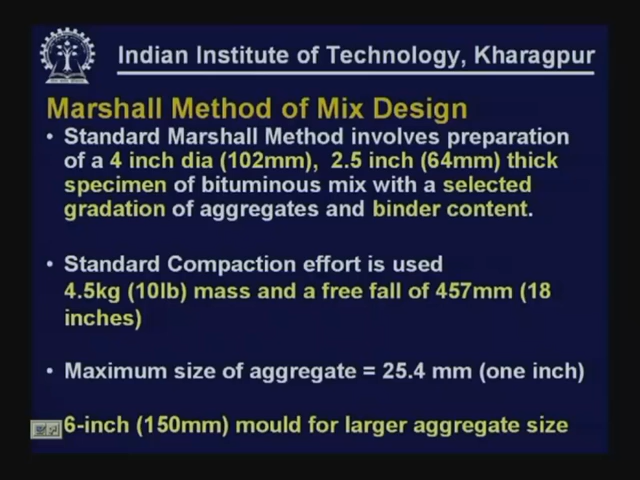 Indian Institute of Technology, Kharagpur
Marshall Method of Mix Design
• Standard Marshall Method involves preparation
of a 4 inch dia (102mm), 2.5 inch (64mm) thick
specimen of bituminous mix with a selected
gradation of aggregates and binder content.
• Standard Compaction effort is used
4.5kg (10lb) mass and a free fall of 457mm (18
inches)
• Maximum size of aggregate = 25.4 mm (one inch)
6-inch (150mm) mould for larger aggregate size